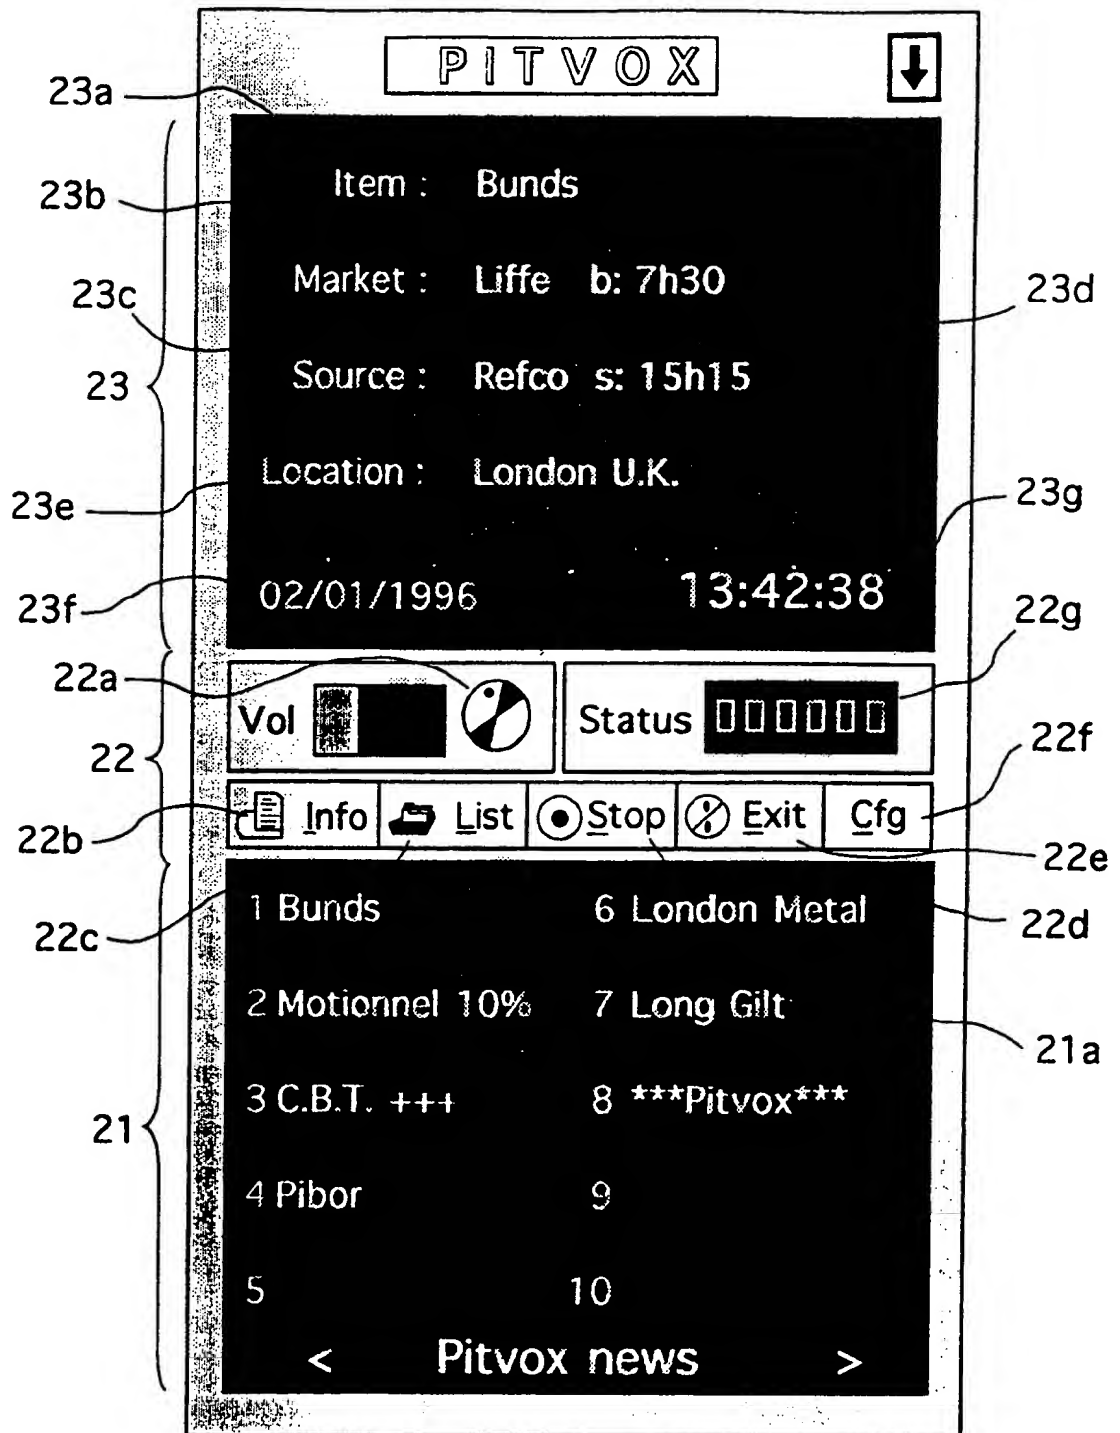 PITVOX
23a
23b
Item : Bunds
23c
Market : Liffe b: 7h30
23d
23
Source : Refco s: 15h15
Location : London U.K.
23e
23g
23f
02/01/1996 13:42:38
22g
22a
Vol
Status
22
22f
22b
Info List Stop Exit Cfg
22e
22c
1 Bunds 6 London Metal
22d
2 Motionnel 10% 7 Long Gilt
21a
21
3 C.B.T. +++ 8 ***Pitvox***
4 Pibor 9
5 10
< Pitvox news >